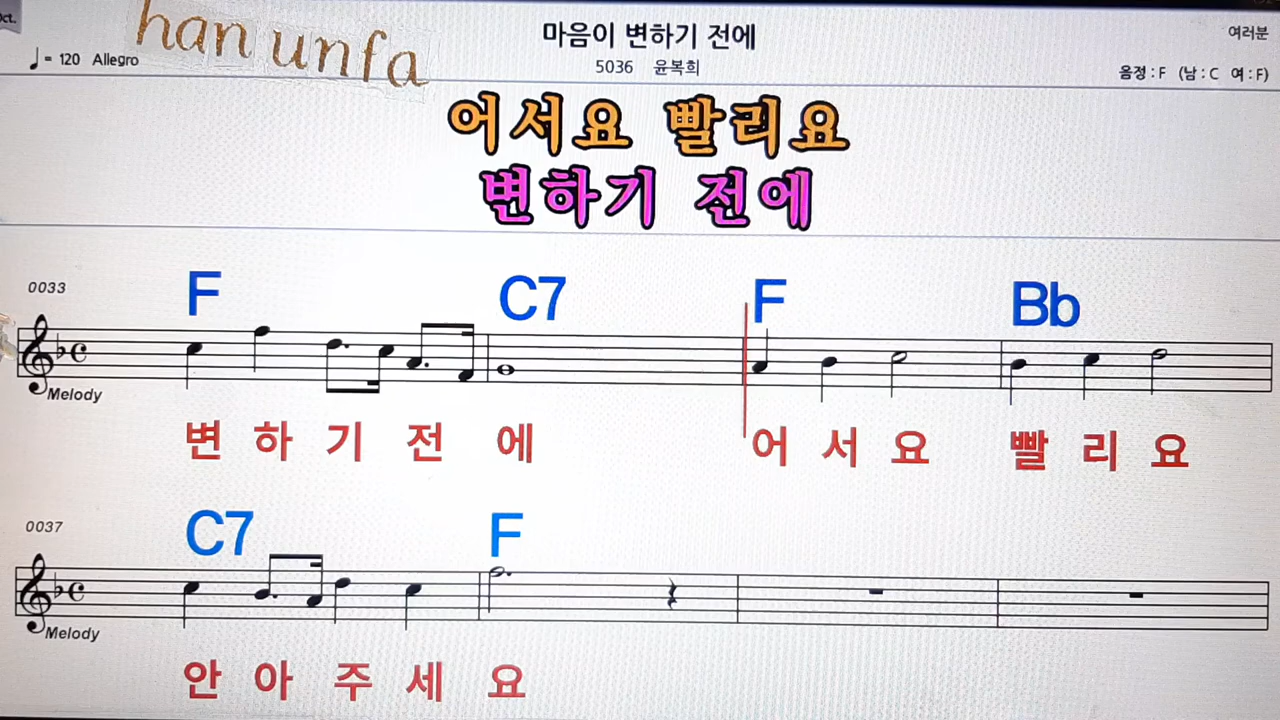 Oct.
han unfa
마음이 변하기 전에
여러분
♩= 120 Allegro
5036 윤복희
음정 : F (남 : C 여 : F)
어서요 빨리요
변하기 전에
0033
F C7 F Bb
Melody
변 하 기 전 에 어 서 요 빨 리 요
0037
C7 F
Melody
안 아 주 세 요